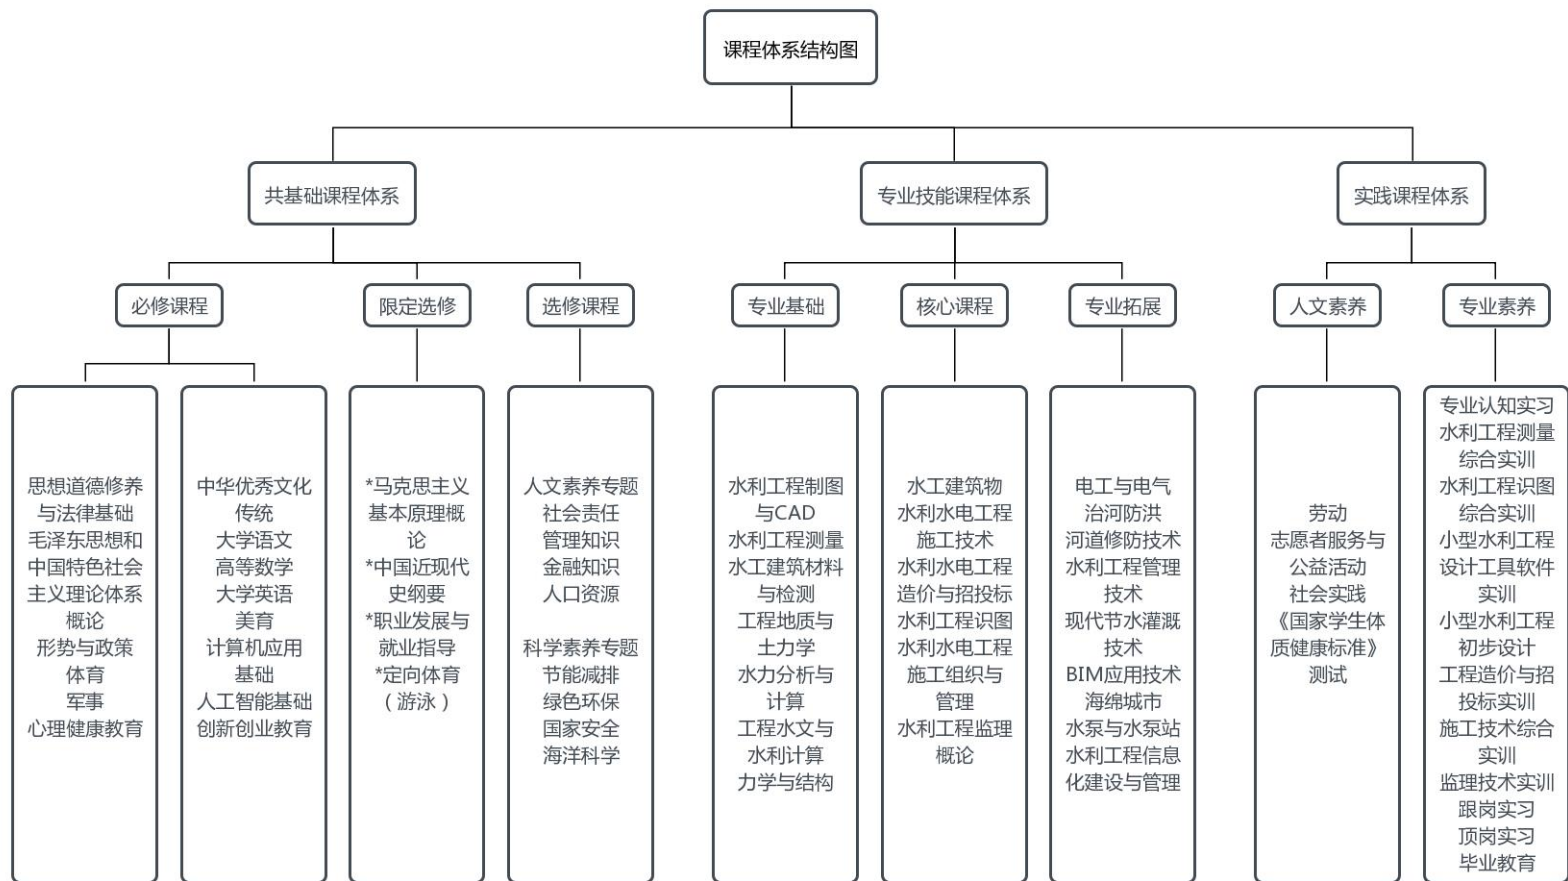 课程体系结构图
共基础课程体系
专业技能课程体系
实践课程体系
必修课程
限定选修
选修课程
专业基础
核心课程
专业拓展
人文素养
专业素养
思想道德修养
与法律基础
毛泽东思想和
中国特色社会
主义理论体系
概论
形势与政策
体育
军事
心理健康教育
中华优秀文化
传统
大学语文
高等数学
大学英语
美育
计算机应用
基础
人工智能基础
创新创业教育
*马克思主义
基本原理概
论
*中国近现代
史纲要
*职业发展与
就业指导
*定向体育
（游泳）
人文素养专题
社会责任
管理知识
金融知识
人口资源
科学素养专题
节能减排
绿色环保
国家安全
海洋科学
水利工程制图
与CAD
水利工程测量
水工建筑材料
与检测
工程地质与
土力学
水力分析与
计算
工程水文与
水利计算
力学与结构
水工建筑物
水利水电工程
施工技术
水利水电工程
造价与招投标
水利工程识图
水利水电工程
施工组织与
管理
水利工程监理
概论
电工与电气
治河防洪
河道修防技术
水利工程管理
技术
现代节水灌溉
技术
BIM应用技术
海绵城市
水泵与水泵站
水利工程信息
化建设与管理
劳动
志愿者服务与
公益活动
社会实践
《国家学生体
质健康标准》
测试
专业认知实习
水利工程测量
综合实训
水利工程识图
综合实训
小型水利工程
设计工具软件
实训
小型水利工程
初步设计
工程造价与招
投标实训
施工技术综合
实训
监理技术实训
跟岗实习
顶岗实习
毕业教育